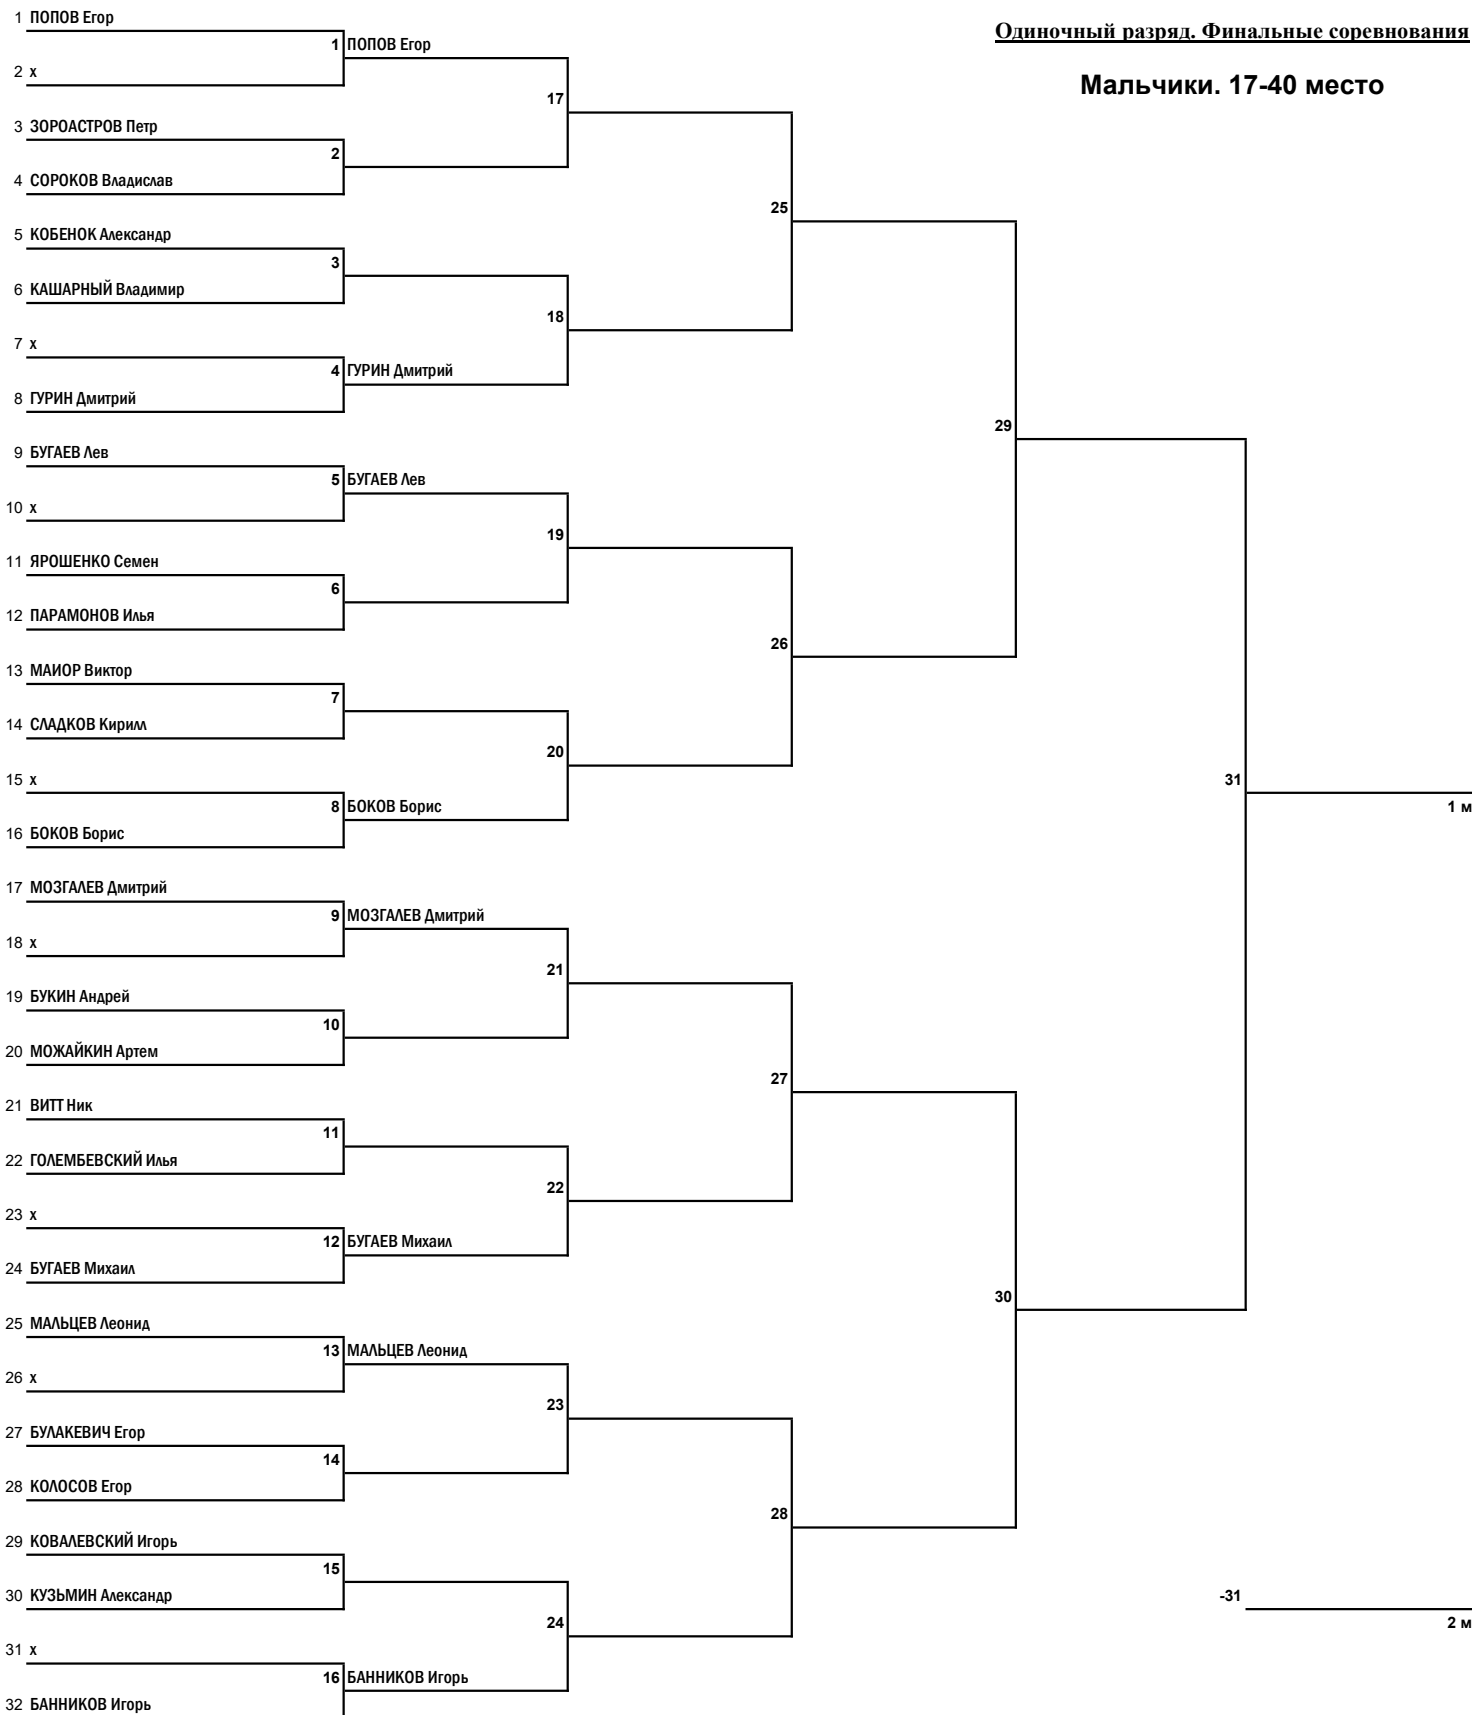 Одиночный разряд. Финальные соревнования
Мальчики. 17-40 место
1 ПОПОВ Егор
1 ПОПОВ Егор
2 х
17
3 ЗОРОАСТРОВ Петр
2
4 СОРОКОВ Владислав
25
5 КОБЕНОК Александр
3
6 КАШАРНЫЙ Владимир
18
7 х
4 ГУРИН Дмитрий
8 ГУРИН Дмитрий
29
9 БУГАЕВ Лев
5 БУГАЕВ Лев
10 х
19
11 ЯРОШЕНКО Семен
6
12 ПАРАМОНОВ Илья
26
13 МАИОР Виктор
7
14 СЛАДКОВ Кирилл
20
15 х
31
8 БОКОВ Борис
1 м
16 БОКОВ Борис
17 МОЗГАЛЕВ Дмитрий
9 МОЗГАЛЕВ Дмитрий
18 х
21
19 БУКИН Андрей
10
20 МОЖАЙКИН Артем
27
21 ВИТТ Ник
11
22 ГОЛЕМБЕВСКИЙ Илья
22
23 х
12 БУГАЕВ Михаил
24 БУГАЕВ Михаил
30
25 МАЛЬЦЕВ Леонид
13 МАЛЬЦЕВ Леонид
26 х
23
27 БУЛАКЕВИЧ Егор
14
28 КОЛОСОВ Егор
28
29 КОВАЛЕВСКИЙ Игорь
15
30 КУЗЬМИН Александр
-31
24
2 м
31 х
16 БАННИКОВ Игорь
32 БАННИКОВ Игорь